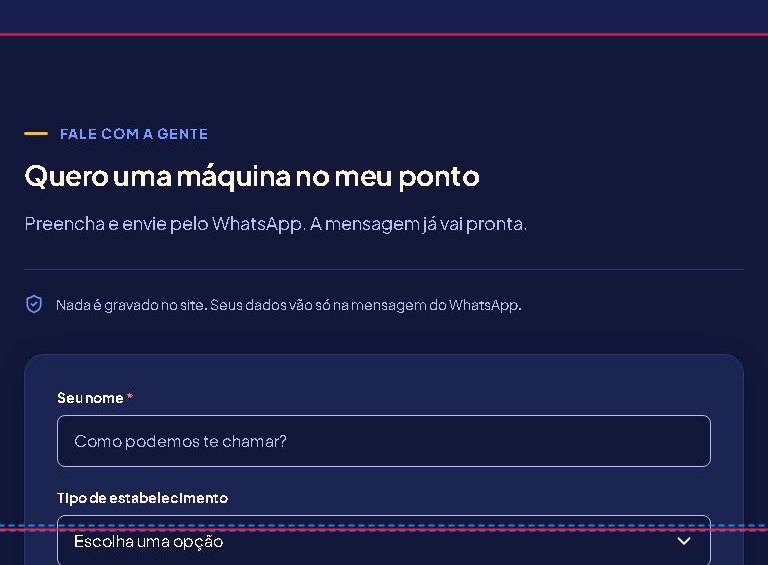 FALE COM A GENTE
Quero uma máquina no meu ponto
Preencha e envie pelo WhatsApp. A mensagem já vai pronta.
Nada é gravado no site. Seus dados vão só na mensagem do WhatsApp.
Seu nome *
Como podemos te chamar?
Tipo de estabelecimento
Escolha uma opção